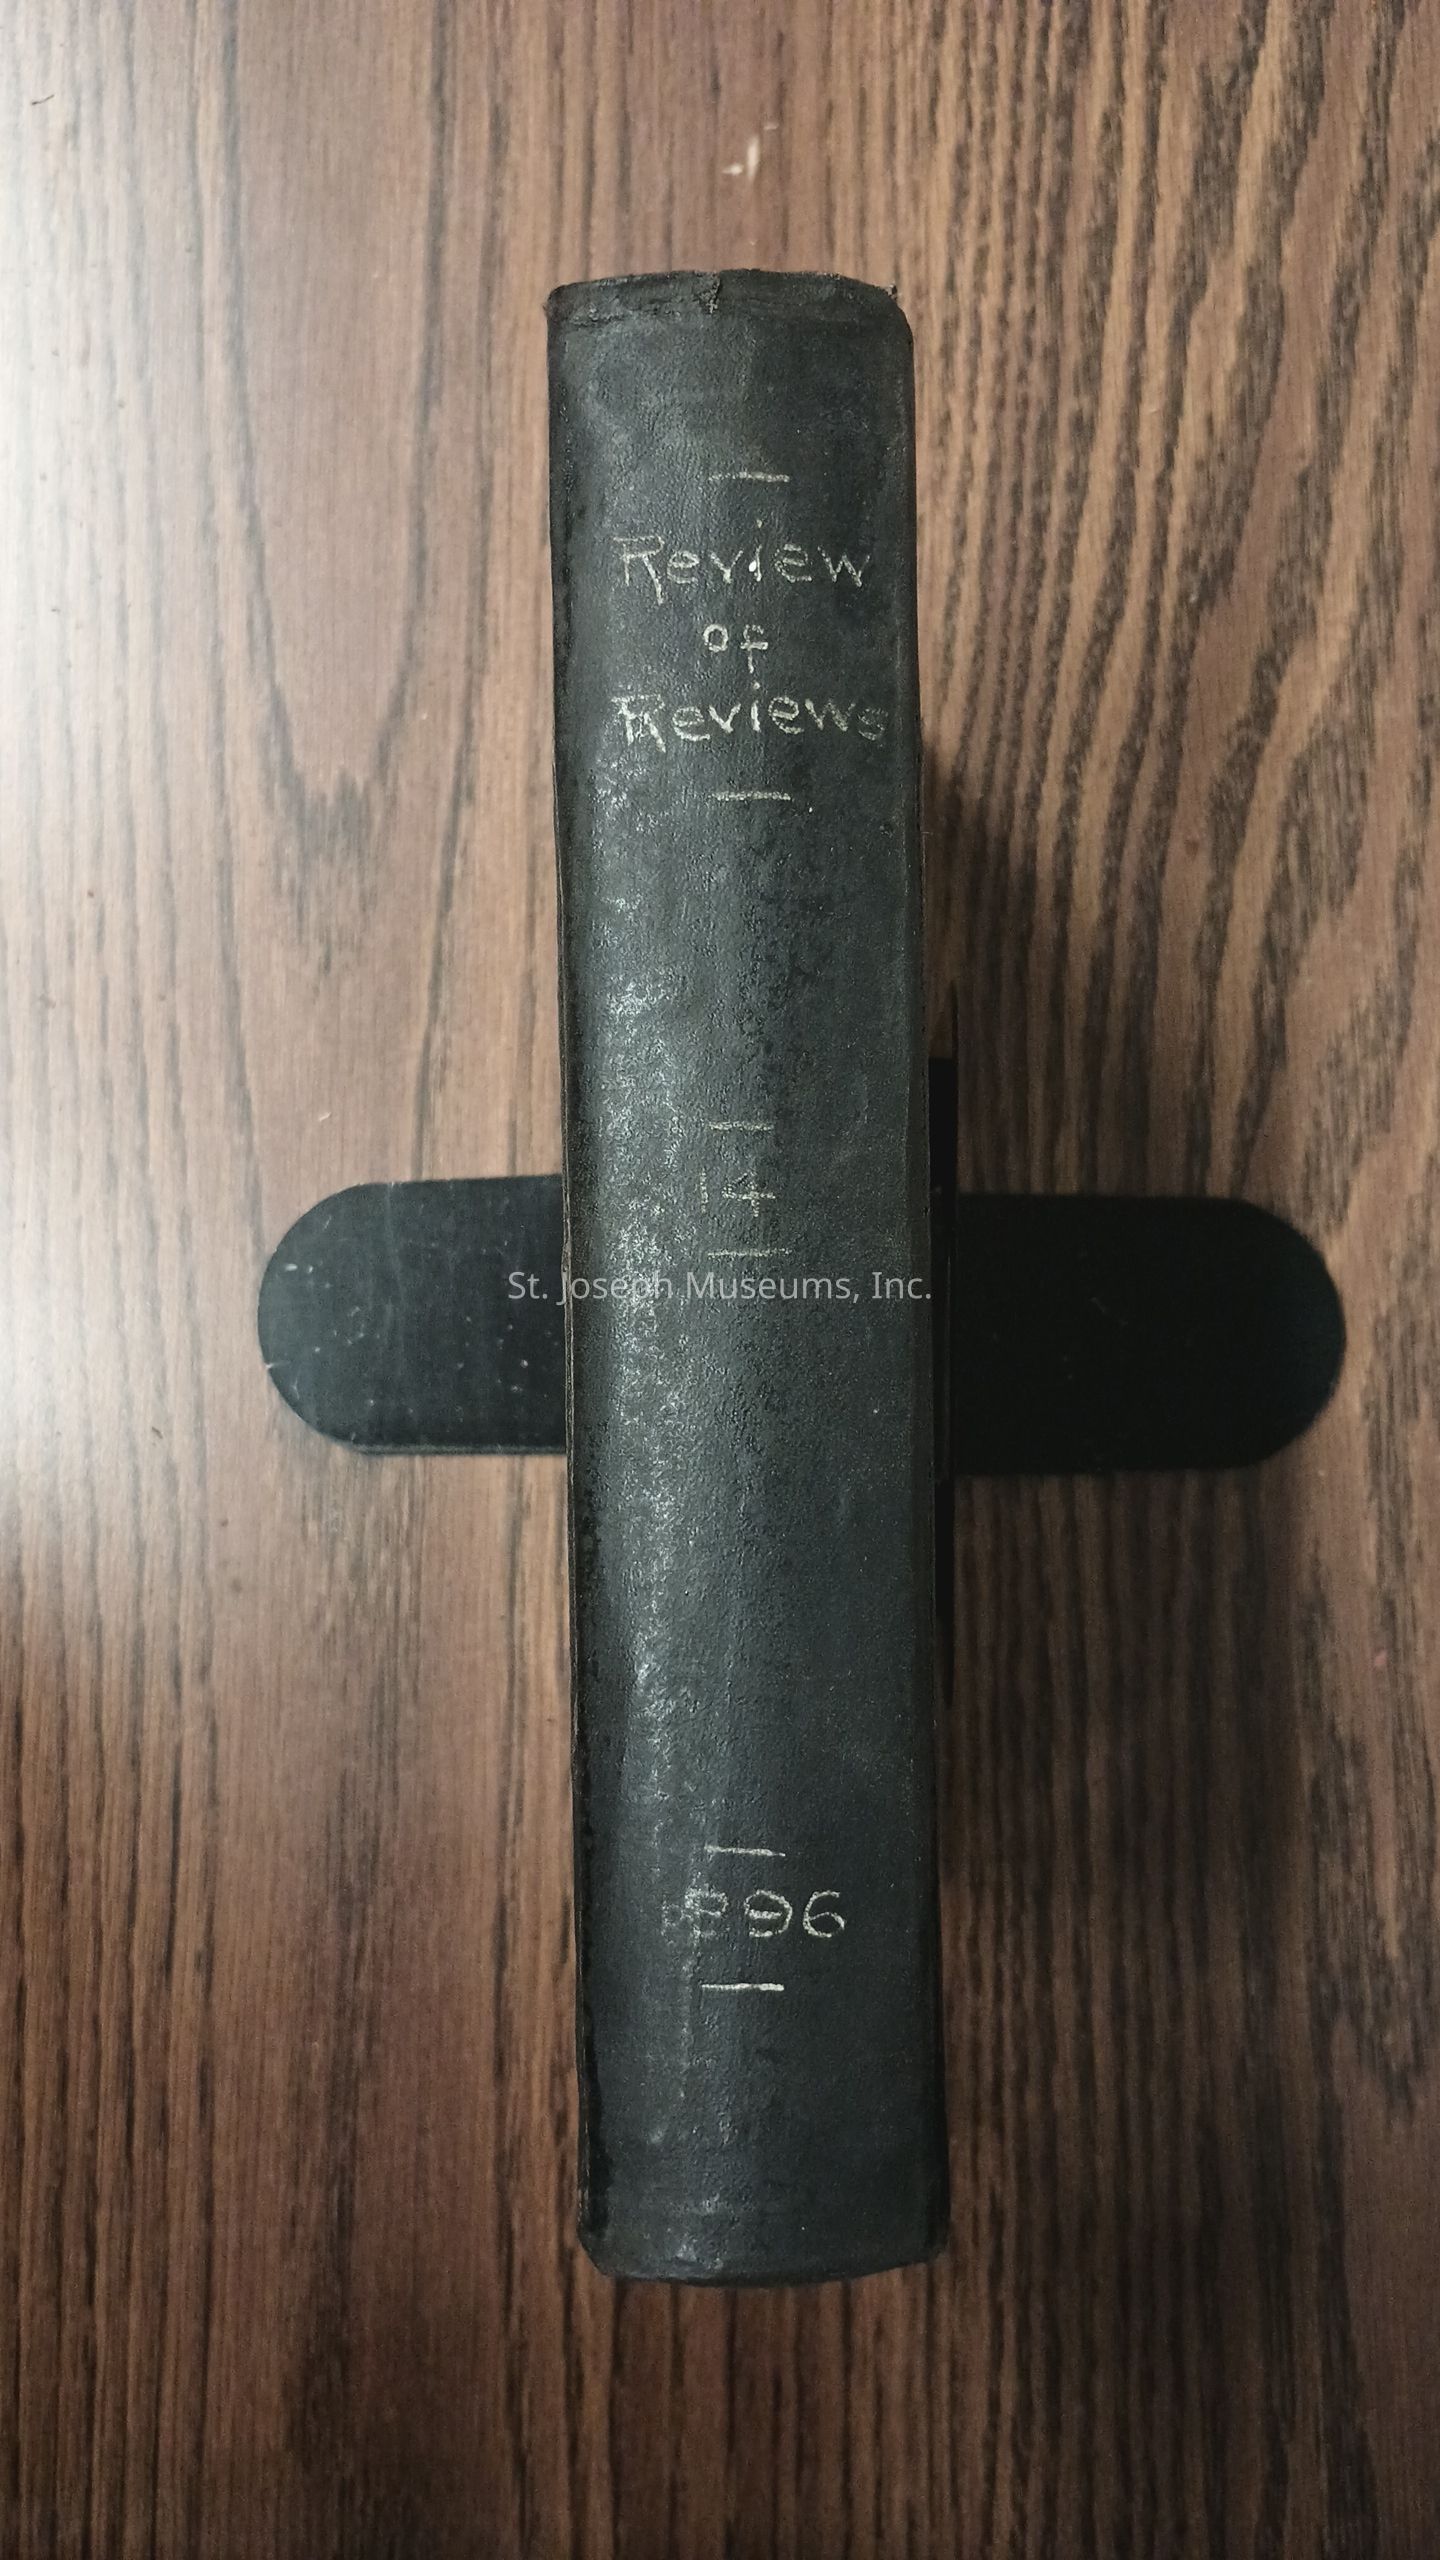 Review
of
Reviews
14
St. Joseph Museums, Inc.
1896